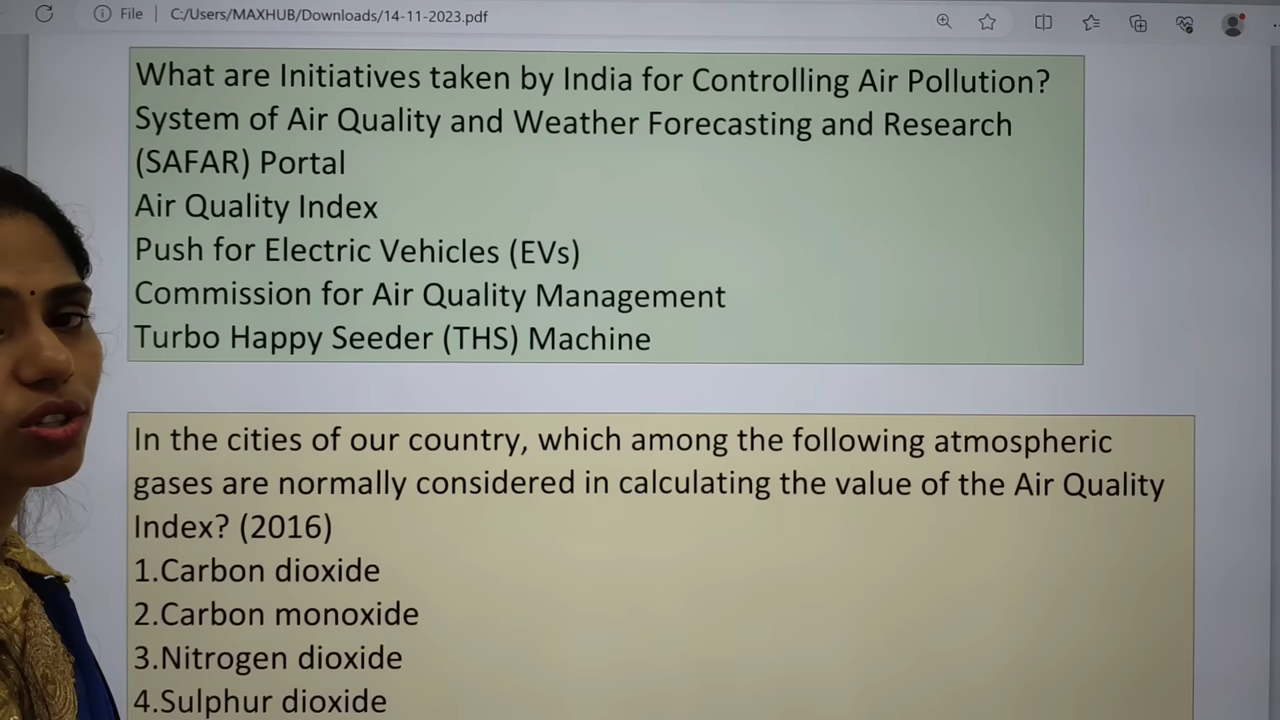 File
C:/Users/MAXHUB/Downloads/14-11-2023.pdf
What are Initiatives taken by India for Controlling Air Pollution?
System of Air Quality and Weather Forecasting and Research
(SAFAR) Portal
Air Quality Index
Push for Electric Vehicles (EVs)
Commission for Air Quality Management
Turbo Happy Seeder (THS) Machine
In the cities of our country, which among the following atmospheric
gases are normally considered in calculating the value of the Air Quality
Index? (2016)
1.Carbon dioxide
2.Carbon monoxide
3.Nitrogen dioxide
4.Sulphur dioxide